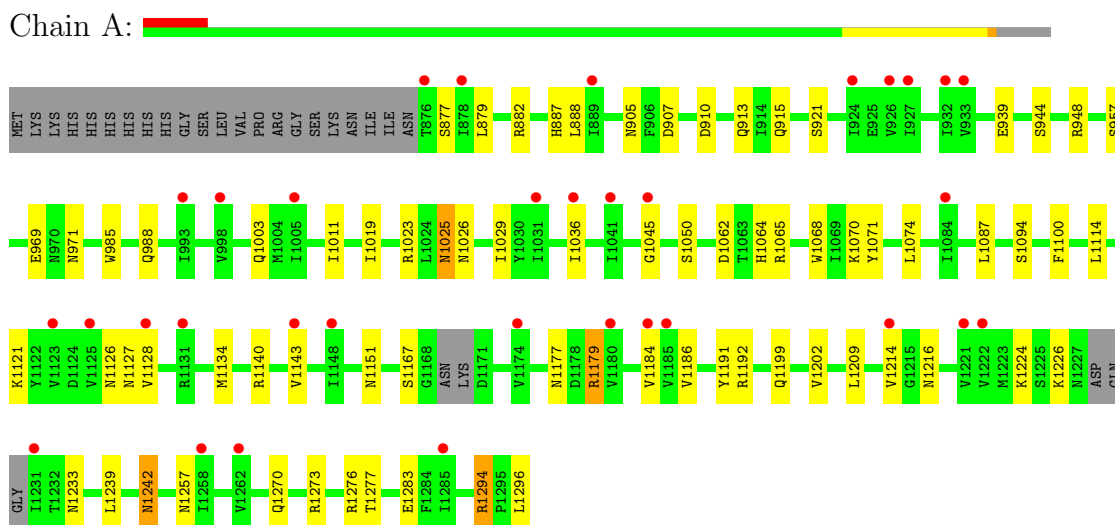 Chain A:
MET LYS LYS HIS HIS HIS HIS HIS HIS GLY SER LEU VAL PRO ARG GLY SER LYS ASN ILE ILE ASN T876 S877 I878 L879 R882 H887 L888 I889 N905 F906 D907 D910 Q913 I914 Q915 S921 I924 E925 V926 I927 I932 V933 E939 S944 R948 S957
E969 N970 N971 W985 Q988 I993 V998 Q1003 M1004 I1005 I1011 I1019 R1023 L1024 N1025 N1026 I1029 Y1030 I1031 I1036 I1041 G1045 S1050 D1062 T1063 H1064 R1065 W1068 I1069 K1070 Y1071 L1074 I1084 L1087 S1094 F1100 L1114
K1121 Y1122 V1123 D1124 V1125 N1126 N1127 V1128 R1131 M1134 R1140 V1143 I1148 N1151 S1167 G1168 ASN LYS D1171 V1174 N1177 D1178 R1179 V1180 V1184 V1185 V1186 Y1191 R1192 Q1199 V1202 L1209 V1214 G1215 N1216 V1221 V1222 M1223 K1224 S1225 K1226 N1227 ASP GLN
GLY I1231 T1232 N1233 L1239 N1242 N1257 I1258 V1262 Q1270 R1273 R1276 T1277 E1283 F1284 I1285 R1294 P1295 L1296